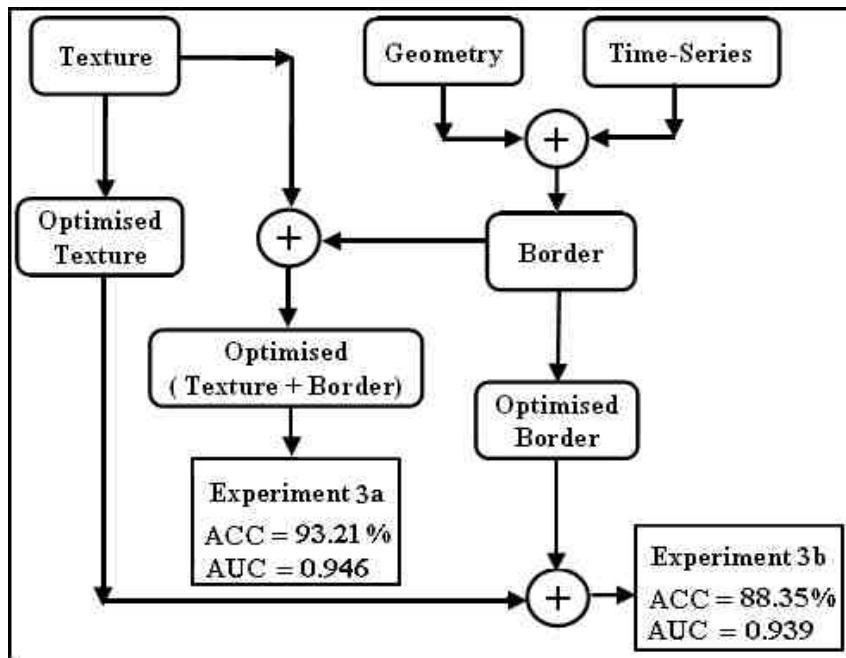 Texture
Geometry
Time-Series
+
Optimised
Texture
+
Border
Optimised
( Texture + Border)
Optimised
Border
Experiment 3a
ACC = 93.21%
AUC = 0.946
+
Experiment 3b
ACC = 88.35%
AUC = 0.939